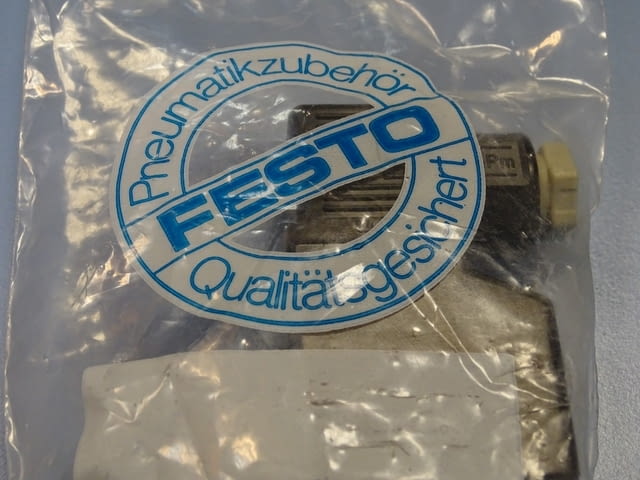 Pneumatikzubehör
FESTO
Qualitätsgesichert